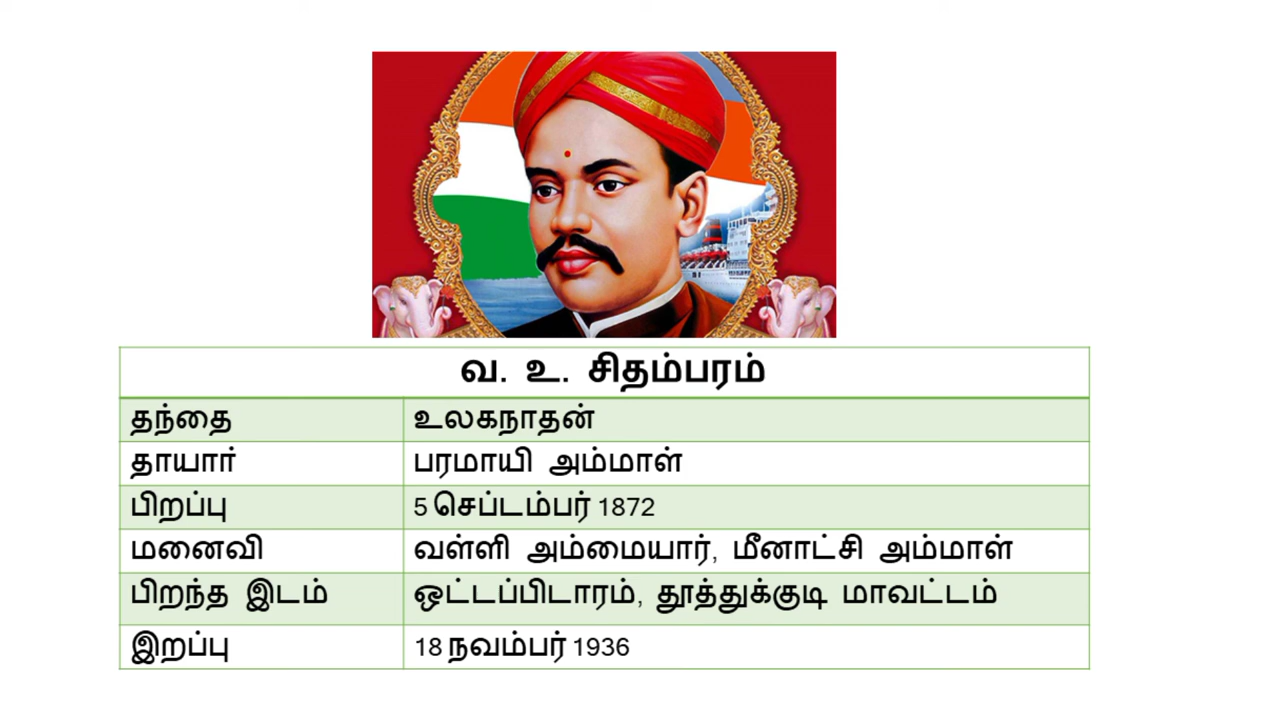 வ. உ. சிதம்பரம்
தந்தை உலகநாதன்
தாயார் பரமாயி அம்மாள்
பிறப்பு 5 செப்டம்பர் 1872
மனைவி வள்ளி அம்மையார், மீனாட்சி அம்மாள்
பிறந்த இடம் ஒட்டப்பிடாரம், தூத்துக்குடி மாவட்டம்
இறப்பு 18 நவம்பர் 1936